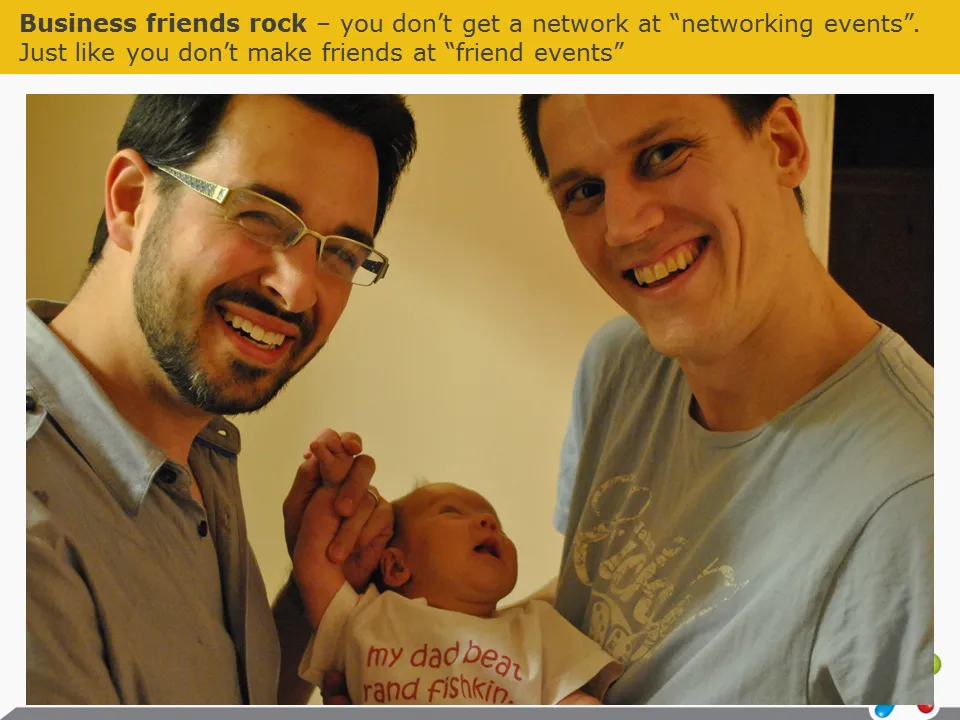 Business friends rock – you don’t get a network at “networking events”.
Just like you don’t make friends at “friend events”
my dad beat
rand fishkin.